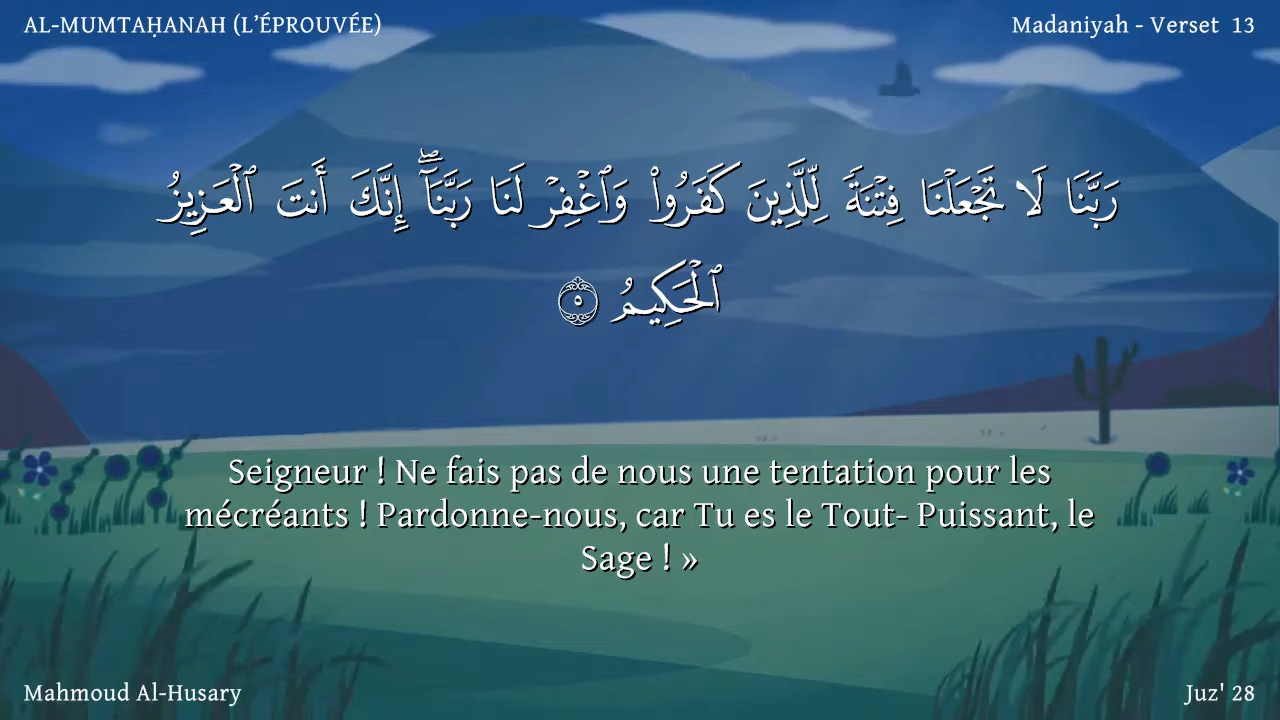 AL-MUMTAḤANAH (L’ÉPROUVÉE)
Madaniyah - Verset 13
رَبَّنَا لَا تَجْعَلْنَا فِتْنَةً لِّلَّذِينَ كَفَرُوا۟ وَٱغْفِرْ لَنَا رَبَّنَآ ۖ إِنَّكَ أَنتَ ٱلْعَزِيزُ
ٱلْحَكِيمُ ۝٥
Seigneur ! Ne fais pas de nous une tentation pour les
mécréants ! Pardonne-nous, car Tu es le Tout- Puissant, le
Sage ! »
Mahmoud Al-Husary
Juz' 28